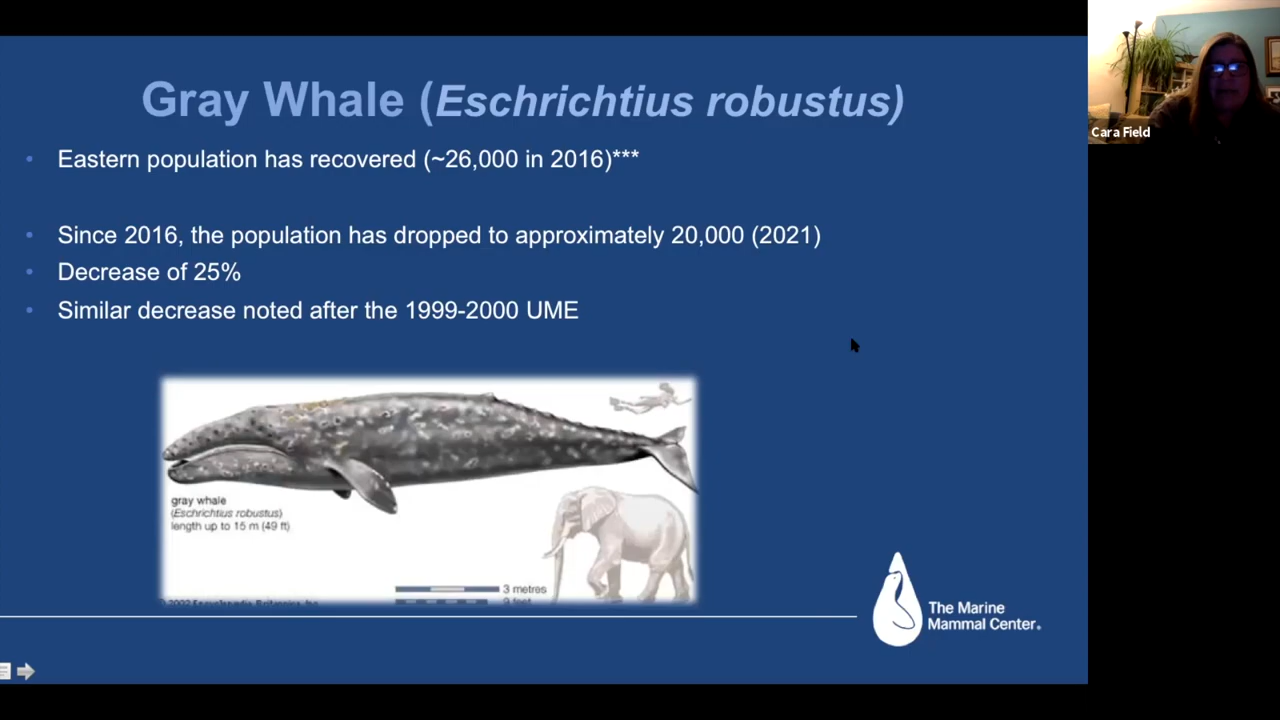 Gray Whale (Eschrichtius robustus)
• Eastern population has recovered (~26,000 in 2016)***
• Since 2016, the population has dropped to approximately 20,000 (2021)
• Decrease of 25%
• Similar decrease noted after the 1999-2000 UME
gray whale
(Eschrichtius robustus)
length up to 15 m (49 ft)
3 metres
The Marine
Mammal Center.
Cara Field